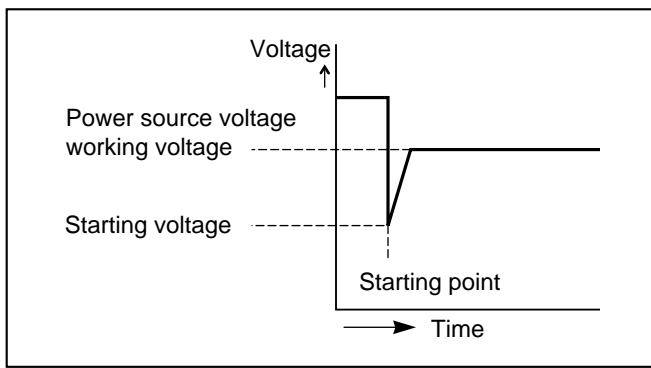 Voltage
Power source voltage
working voltage
Starting voltage
Starting point
Time